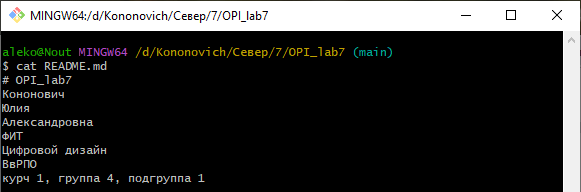 MINGW64:/d/Kononovich/Север/7/OPI_lab7
aleko@Nout MINGW64 /d/Kononovich/Север/7/OPI_lab7 (main)
$ cat README.md
# OPI_lab7
Кононович
Юлия
Александровна
ФИТ
Цифровой дизайн
ВвРПО
курч 1, группа 4, подгруппа 1